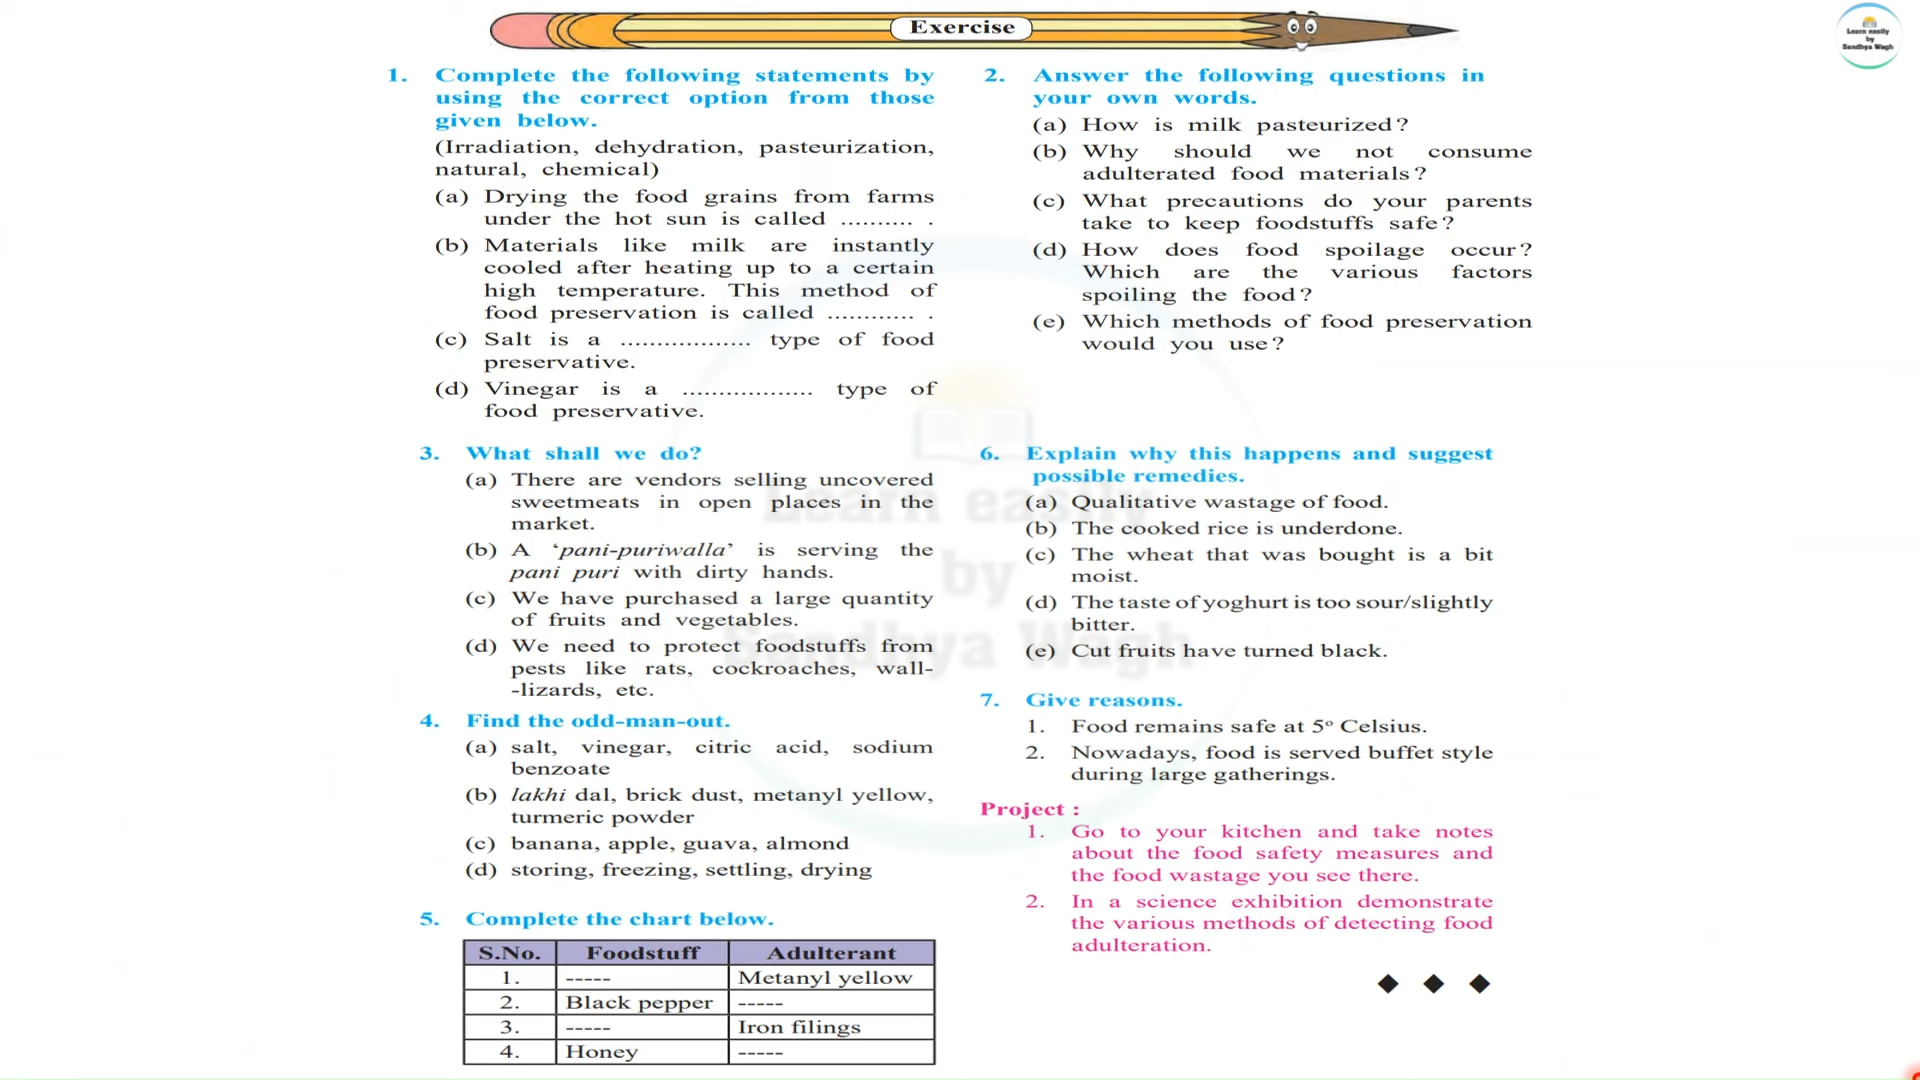 Exercise
Learn easily
by
Sandhya Wagh
1. Complete the following statements by
using the correct option from those
given below.
(Irradiation, dehydration, pasteurization,
natural, chemical)
(a) Drying the food grains from farms
under the hot sun is called .......... .
(b) Materials like milk are instantly
cooled after heating up to a certain
high temperature. This method of
food preservation is called ............ .
(c) Salt is a .................. type of food
preservative.
(d) Vinegar is a .................. type of
food preservative.
2. Answer the following questions in
your own words.
(a) How is milk pasteurized?
(b) Why should we not consume
adulterated food materials?
(c) What precautions do your parents
take to keep foodstuffs safe?
(d) How does food spoilage occur?
Which are the various factors
spoiling the food?
(e) Which methods of food preservation
would you use?
3. What shall we do?
(a) There are vendors selling uncovered
sweetmeats in open places in the
market.
(b) A ‘pani-puriwalla’ is serving the
pani puri with dirty hands.
(c) We have purchased a large quantity
of fruits and vegetables.
(d) We need to protect foodstuffs from
pests like rats, cockroaches, wall-
-lizards, etc.
4. Find the odd-man-out.
(a) salt, vinegar, citric acid, sodium
benzoate
(b) lakhi dal, brick dust, metanyl yellow,
turmeric powder
(c) banana, apple, guava, almond
(d) storing, freezing, settling, drying
5. Complete the chart below.
S.No. Foodstuff Adulterant
1. ----- Metanyl yellow
2. Black pepper -----
3. ----- Iron filings
4. Honey -----
6. Explain why this happens and suggest
possible remedies.
(a) Qualitative wastage of food.
(b) The cooked rice is underdone.
(c) The wheat that was bought is a bit
moist.
(d) The taste of yoghurt is too sour/slightly
bitter.
(e) Cut fruits have turned black.
7. Give reasons.
1. Food remains safe at 5° Celsius.
2. Nowadays, food is served buffet style
during large gatherings.
Project :
1. Go to your kitchen and take notes
about the food safety measures and
the food wastage you see there.
2. In a science exhibition demonstrate
the various methods of detecting food
adulteration.
Learn easily
by
Sandhya Wagh